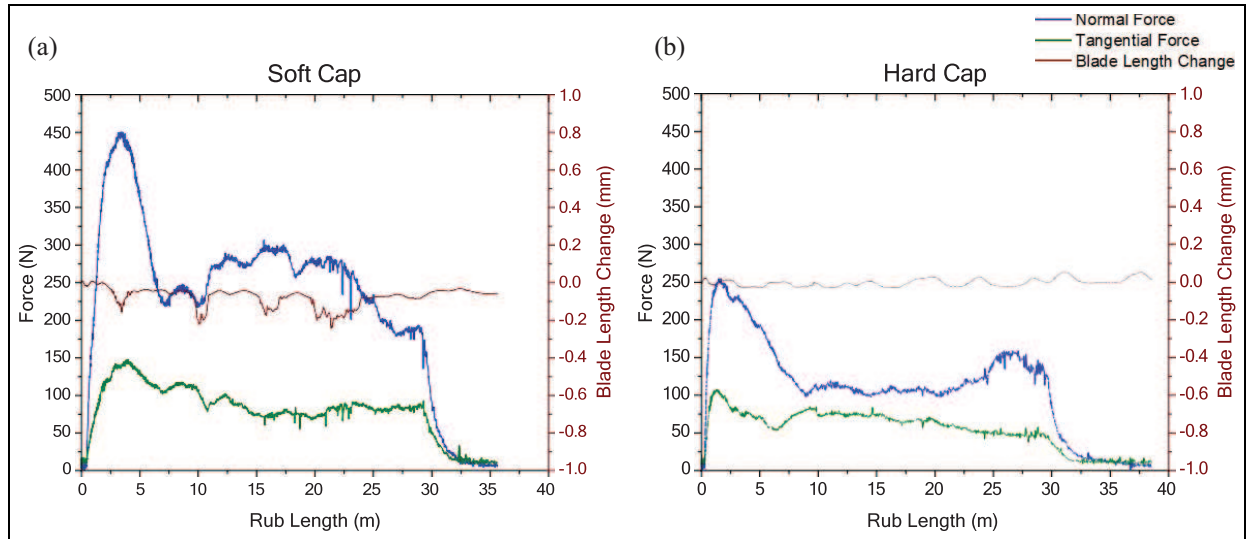 Normal Force
Tangential Force
Blade Length Change
(a)
Soft Cap
500
450
400
350
300
250
200
150
100
50
0
Force (N)
1.0
0.8
0.6
0.4
0.2
0.0
-0.2
-0.4
-0.6
-0.8
-1.0
Blade Length Change (mm)
0 5 10 15 20 25 30 35 40
Rub Length (m)
(b)
Hard Cap
500
450
400
350
300
250
200
150
100
50
0
Force (N)
1.0
0.8
0.6
0.4
0.2
0.0
-0.2
-0.4
-0.6
-0.8
-1.0
Blade Length Change (mm)
0 5 10 15 20 25 30 35 40
Rub Length (m)